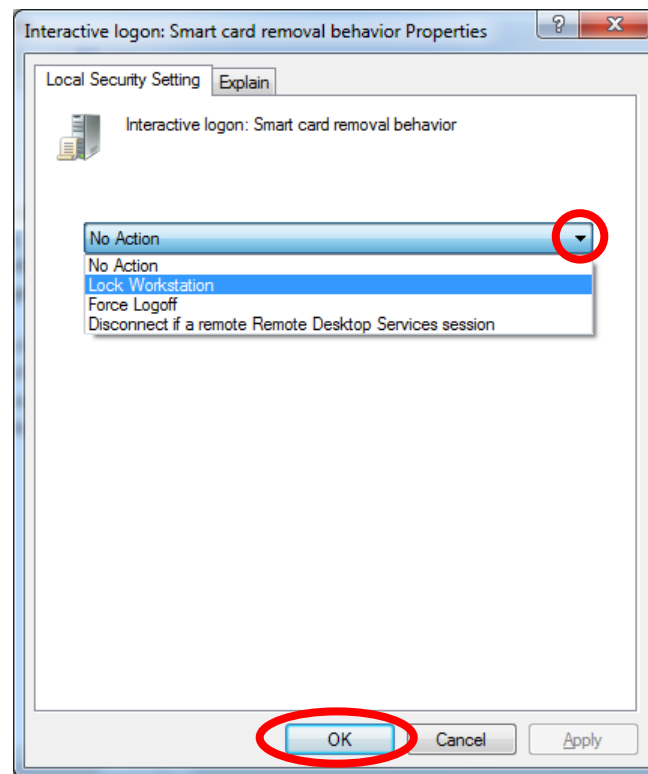 Interactive logon: Smart card removal behavior Properties
Local Security Setting
Explain
Interactive logon: Smart card removal behavior
No Action
No Action
Lock Workstation
Force Logoff
Disconnect if a remote Remote Desktop Services session
OK
Cancel
Apply